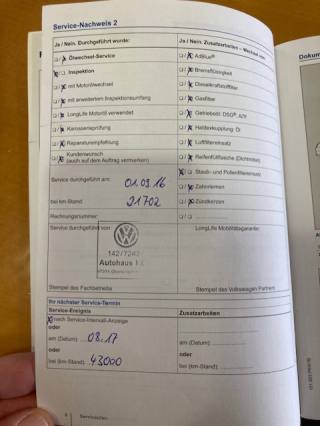 Service-Nachweis 2
Ja / Nein. Durchgeführt wurde:
Ölwechsel-Service
Inspektion
mit Motorölwechsel
mit erweitertem Inspektionsumfang
LongLife Motoröl verwendet
Karosserieprüfung
Reparaturempfehlung
Kundenwunsch
(auch auf dem Auftrag vermerken)
Ja / Nein. Zusatzarbeiten – Wechsel von:
AdBlue®
Bremsflüssigkeit
Dieselkraftstofffilter
Gasfilter
Getriebeöl: DSG®
Haldexkupplung: Öl
Luftfiltereinsatz
Reifenfüllflasche (Dichtmittel)
Staub- und Pollenfiltereinsatz
Zahnriemen
Zündkerzen
Service durchgeführt am: 01.09.16
bei km-Stand: 21702
Rechnungsnummer:
Service durchgeführt von
142/7242
Autohaus
Stempel des Fachbetriebs
LongLife Mobilitätsgarantie:
Stempel des Volkswagen Partners
Ihr nächster Service-Termin
Service-Ereignis
nach Service-Intervall-Anzeige
oder
am (Datum) 08.17
oder
bei (km-Stand) 43000
Zusatzarbeiten:
am (Datum)
oder
bei (km-Stand)
Serviceplan